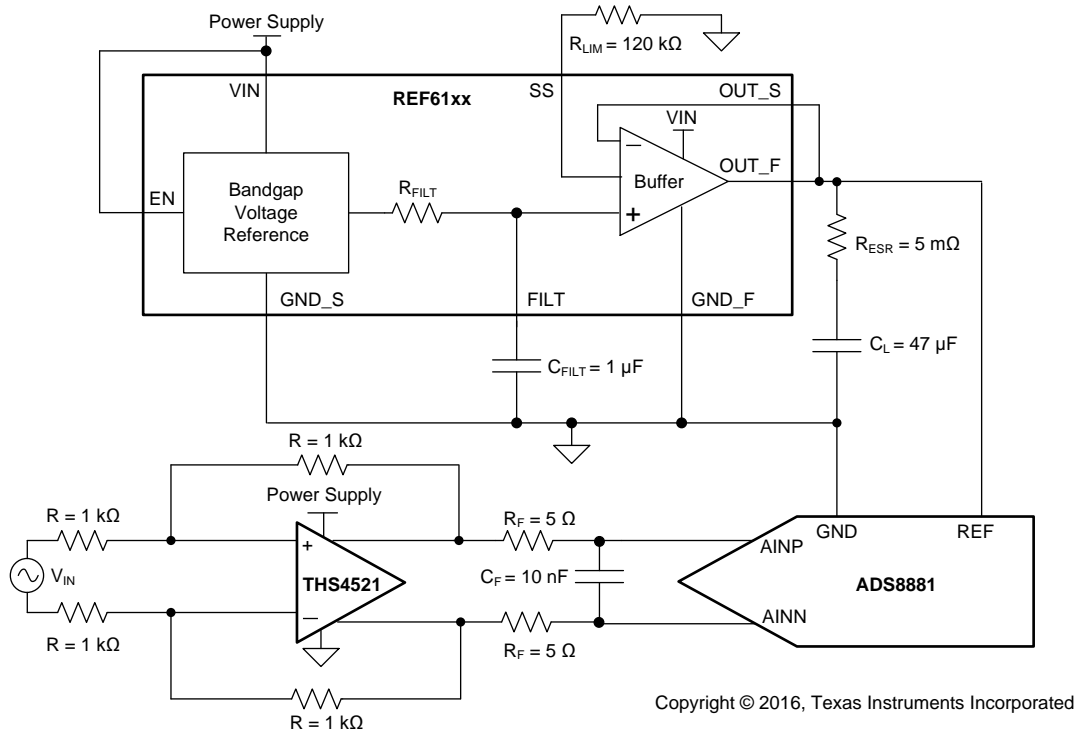 Power Supply
R_LIM = 120 kΩ
VIN
REF61xx
SS
OUT_S
VIN
OUT_F
Buffer
−
+
EN
Bandgap
Voltage
Reference
R_FILT
R_ESR = 5 mΩ
GND_S
FILT
GND_F
C_FILT = 1 µF
C_L = 47 µF
R = 1 kΩ
Power Supply
R = 1 kΩ
R_F = 5 Ω
GND
REF
+
AINP
V_IN
THS4521
C_F = 10 nF
ADS8881
−
AINN
R = 1 kΩ
R_F = 5 Ω
R = 1 kΩ
Copyright © 2016, Texas Instruments Incorporated